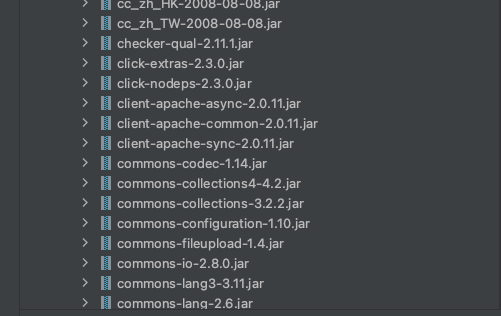 cc_zh_HK-2008-08-08.jar
cc_zh_TW-2008-08-08.jar
checker-qual-2.11.1.jar
click-extras-2.3.0.jar
click-nodeps-2.3.0.jar
client-apache-async-2.0.11.jar
client-apache-common-2.0.11.jar
client-apache-sync-2.0.11.jar
commons-codec-1.14.jar
commons-collections4-4.2.jar
commons-collections-3.2.2.jar
commons-configuration-1.10.jar
commons-fileupload-1.4.jar
commons-io-2.8.0.jar
commons-lang3-3.11.jar
commons-lang-2.6.jar